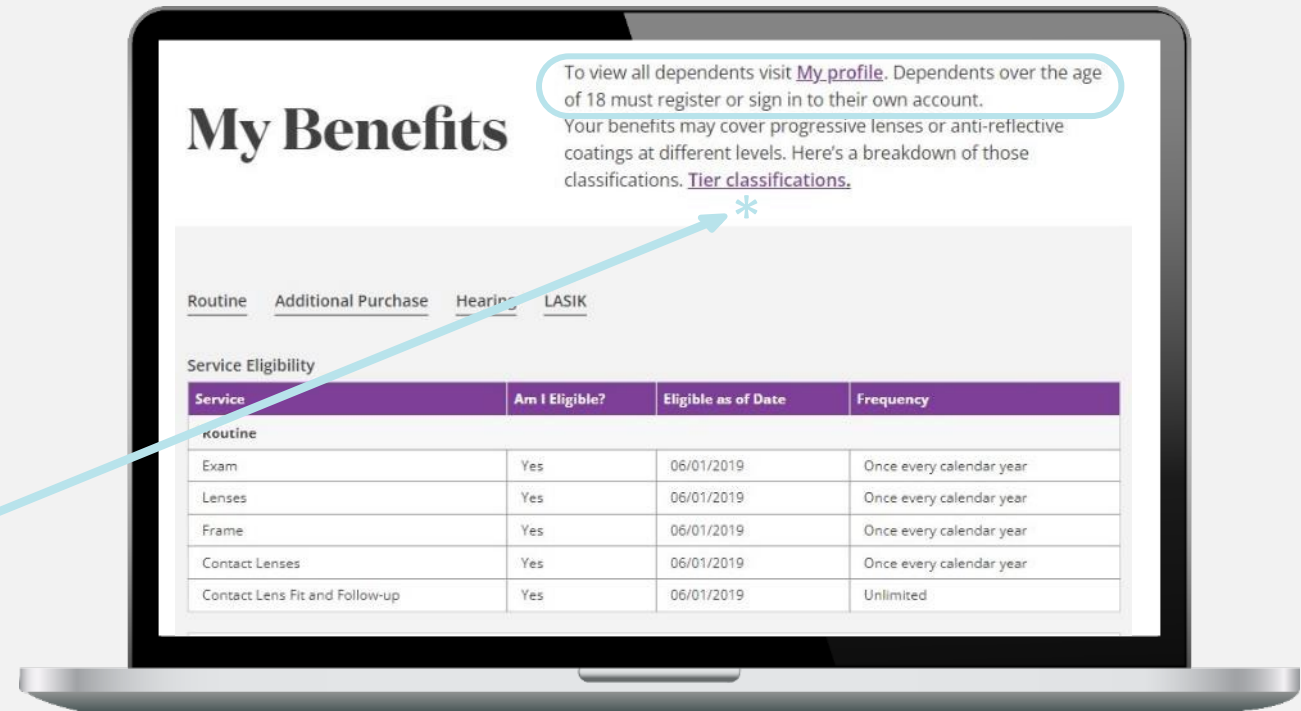 My Benefits
To view all dependents visit My profile. Dependents over the age
of 18 must register or sign in to their own account.
Your benefits may cover progressive lenses or anti-reflective
coatings at different levels. Here's a breakdown of those
classifications. Tier classifications.
*
Routine Additional Purchase Hearing LASIK
Service Eligibility
Service Am I Eligible? Eligible as of Date Frequency
Routine
Exam Yes 06/01/2019 Once every calendar year
Lenses Yes 06/01/2019 Once every calendar year
Frame Yes 06/01/2019 Once every calendar year
Contact Lenses Yes 06/01/2019 Once every calendar year
Contact Lens Fit and Follow-up Yes 06/01/2019 Unlimited